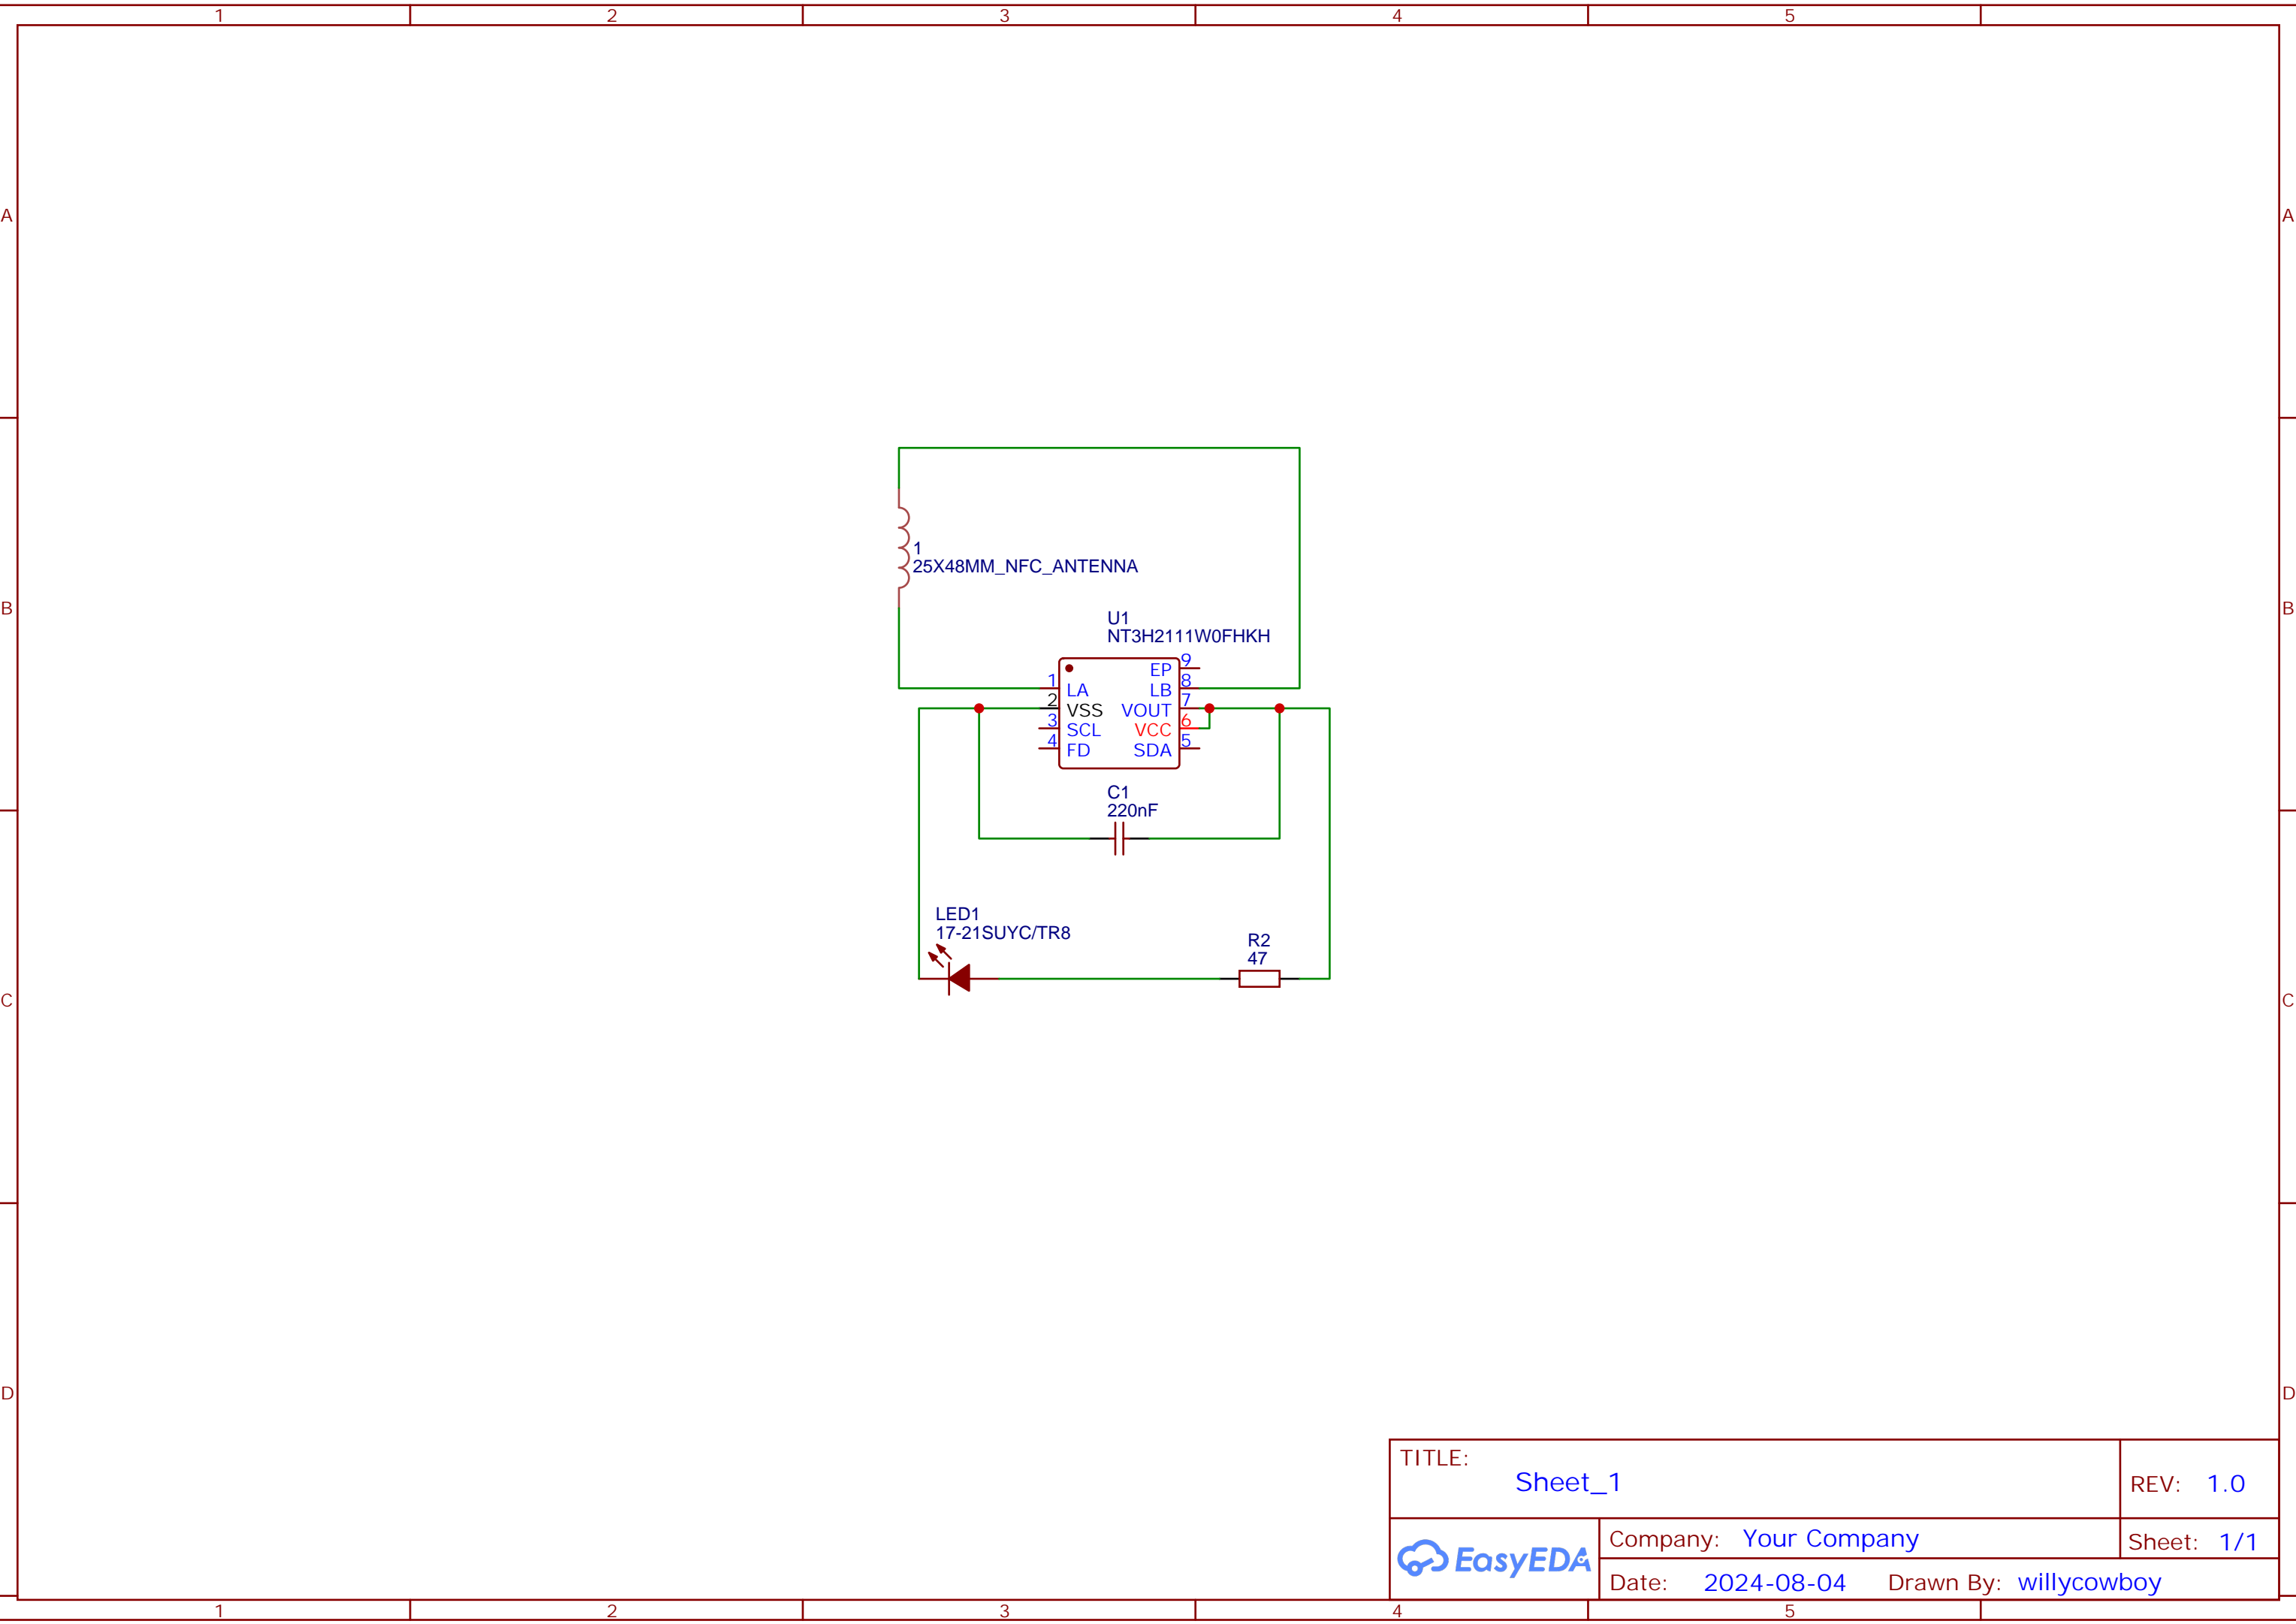 1 2 3 4 5
A A
1
25X48MM_NFC_ANTENNA
B B
U1
NT3H2111W0FHKH
EP 9
1 LA LB 8
2 VSS VOUT 7
3 SCL VCC 6
4 FD SDA 5
C1
220nF
LED1
17-21SUYC/TR8
R2
47
C C
D D
TITLE:
Sheet_1
REV: 1.0
EasyEDA
Company: Your Company
Sheet: 1/1
Date: 2024-08-04 Drawn By: willycowboy
1 2 3 4 5